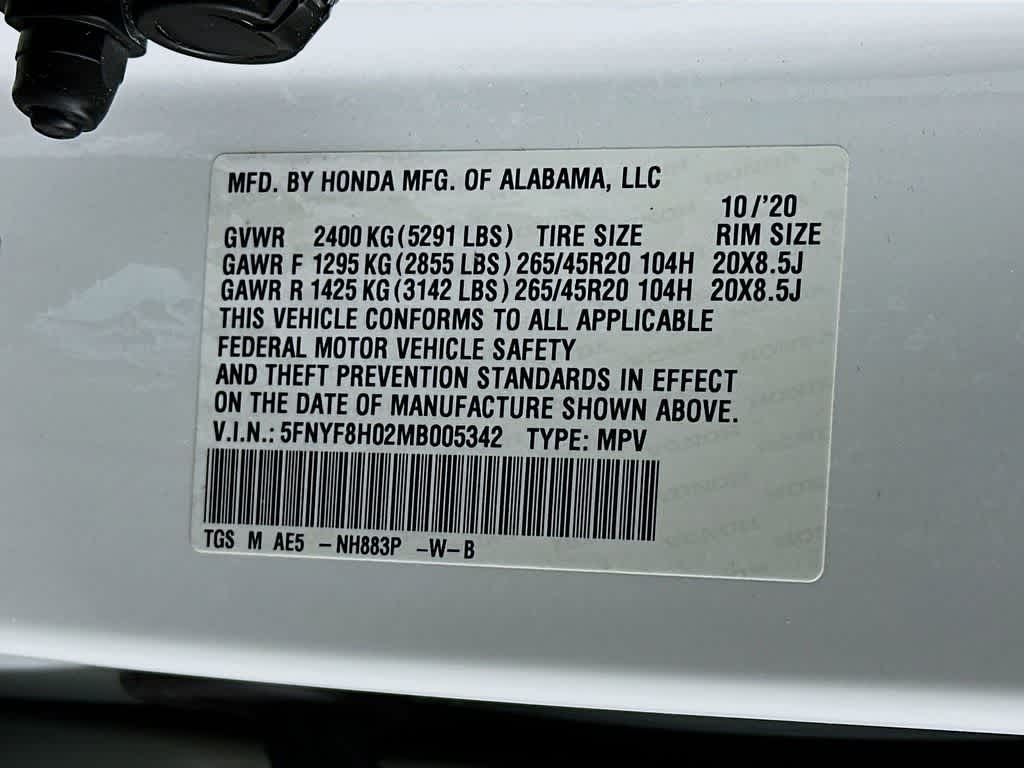 MFD. BY HONDA MFG. OF ALABAMA, LLC
10/'20
GVWR 2400 KG (5291 LBS) TIRE SIZE RIM SIZE
GAWR F 1295 KG (2855 LBS) 265/45R20 104H 20X8.5J
GAWR R 1425 KG (3142 LBS) 265/45R20 104H 20X8.5J
THIS VEHICLE CONFORMS TO ALL APPLICABLE
FEDERAL MOTOR VEHICLE SAFETY
AND THEFT PREVENTION STANDARDS IN EFFECT
ON THE DATE OF MANUFACTURE SHOWN ABOVE.
V.I.N.: 5FNYF8H02MB005342 TYPE: MPV
TGS M AE5 -NH883P -W-B